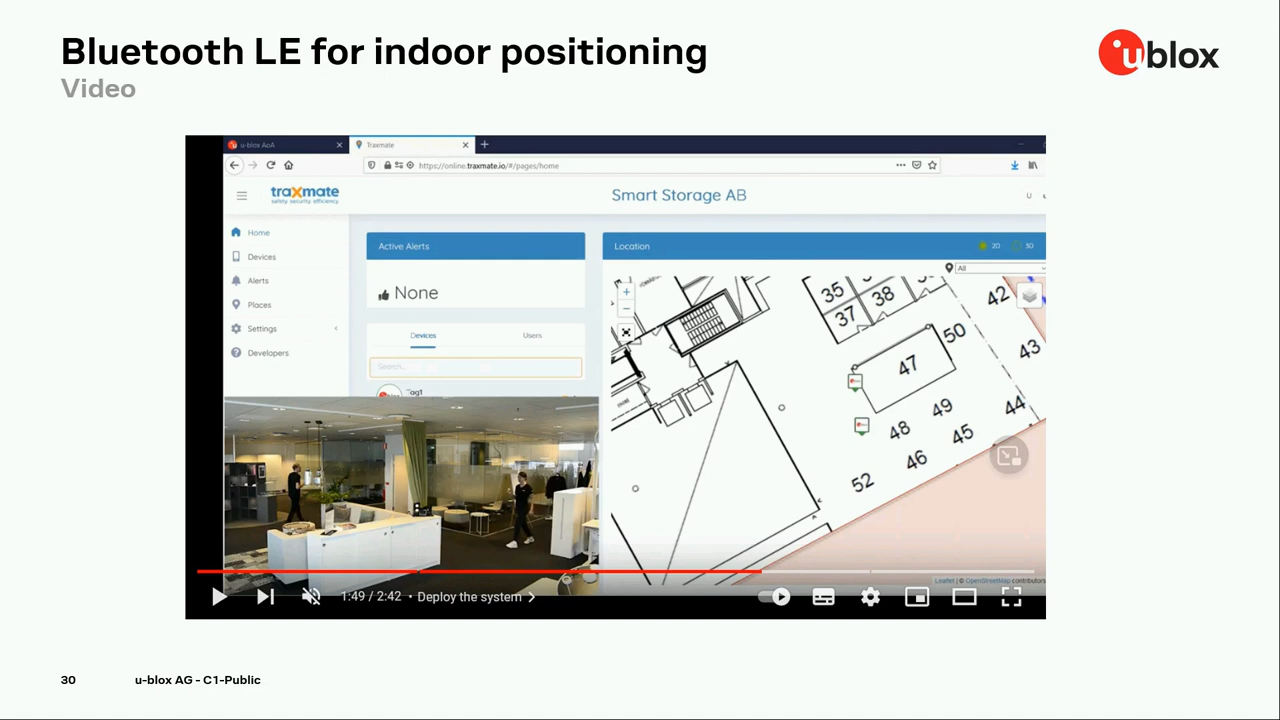 Bluetooth LE for indoor positioning
Video
ublox
u-blox AoA
Traxmate
https://online.traxmate.io/#/pages/home
traxmate
safety. security. efficiency.
Smart Storage AB
U
Home
Devices
Alerts
Places
Settings
Developers
Active Alerts
None
Devices
Users
Search...
Tag1
Location
20
30
All
35
37
38
42
50
47
43
49
44
48
45
46
52
Leaflet | © OpenStreetMap contributors
1:49 / 2:42 • Deploy the system
30
u-blox AG - C1-Public